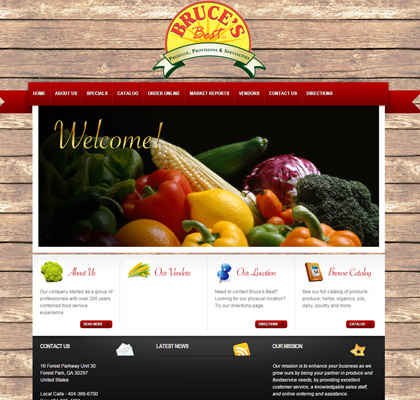 BRUCE'S
Best
PRODUCE, PROVISIONS & SPECIALTIES
HOME ABOUT US SPECIALS CATALOG ORDER ONLINE MARKET REPORTS VENDORS CONTACT US DIRECTIONS
Welcome!
About Us
Our company started as a group of
professionals with over 200 years
combined food service
experience.
READ MORE
Our Vendors
Our Location
Need to contact Bruce's Best?
Looking for our physical location?
Try our directions page.
DIRECTIONS
Browse Catalog
See our full catalog of products:
produce, herbs, organics, oils,
dairy, poultry and more.
CATALOG
CONTACT US
16 Forest Parkway Unit 30
Forest Park, GA.30297
United States
Local Calls - 404-366-6700
LATEST NEWS
OUR MISSION
Our mission is to enhance your business as we
grow ours by being your partner in produce and
foodservice needs, by providing excellent
customer service, a knowledgable sales staff,
and online ordering and assistance.